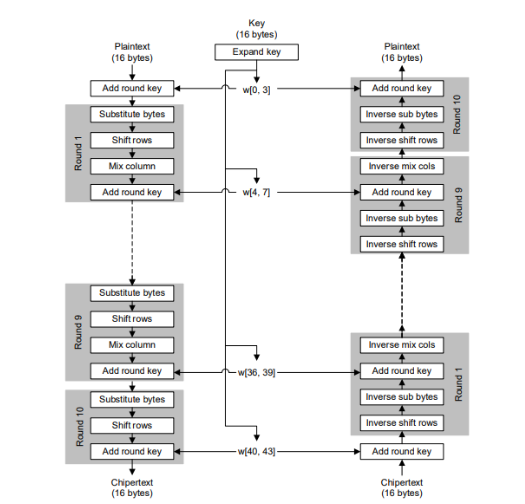 Key
(16 bytes)
Expand key
Plaintext
(16 bytes)
Add round key
Round 1
Substitute bytes
Shift rows
Mix column
Add round key
Round 9
Substitute bytes
Shift rows
Mix column
Add round key
Round 10
Substitute bytes
Shift rows
Add round key
Chipertext
(16 bytes)
w[0, 3]
w[4, 7]
w[36, 39]
w[40, 43]
Plaintext
(16 bytes)
Add round key
Inverse sub bytes
Inverse shift rows
Round 10
Inverse mix cols
Add round key
Inverse sub bytes
Inverse shift rows
Round 9
Inverse mix cols
Add round key
Inverse sub bytes
Inverse shift rows
Round 1
Add round key
Chipertext
(16 bytes)